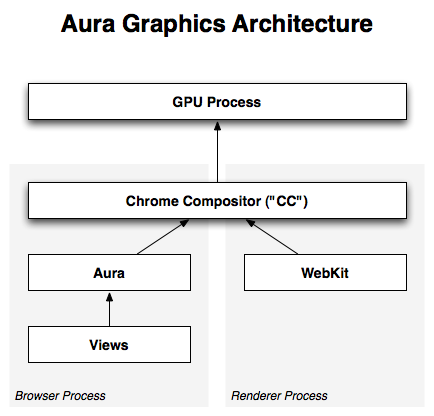 Aura Graphics Architecture
GPU Process
Chrome Compositor ("CC")
Aura
WebKit
Views
Browser Process
Renderer Process